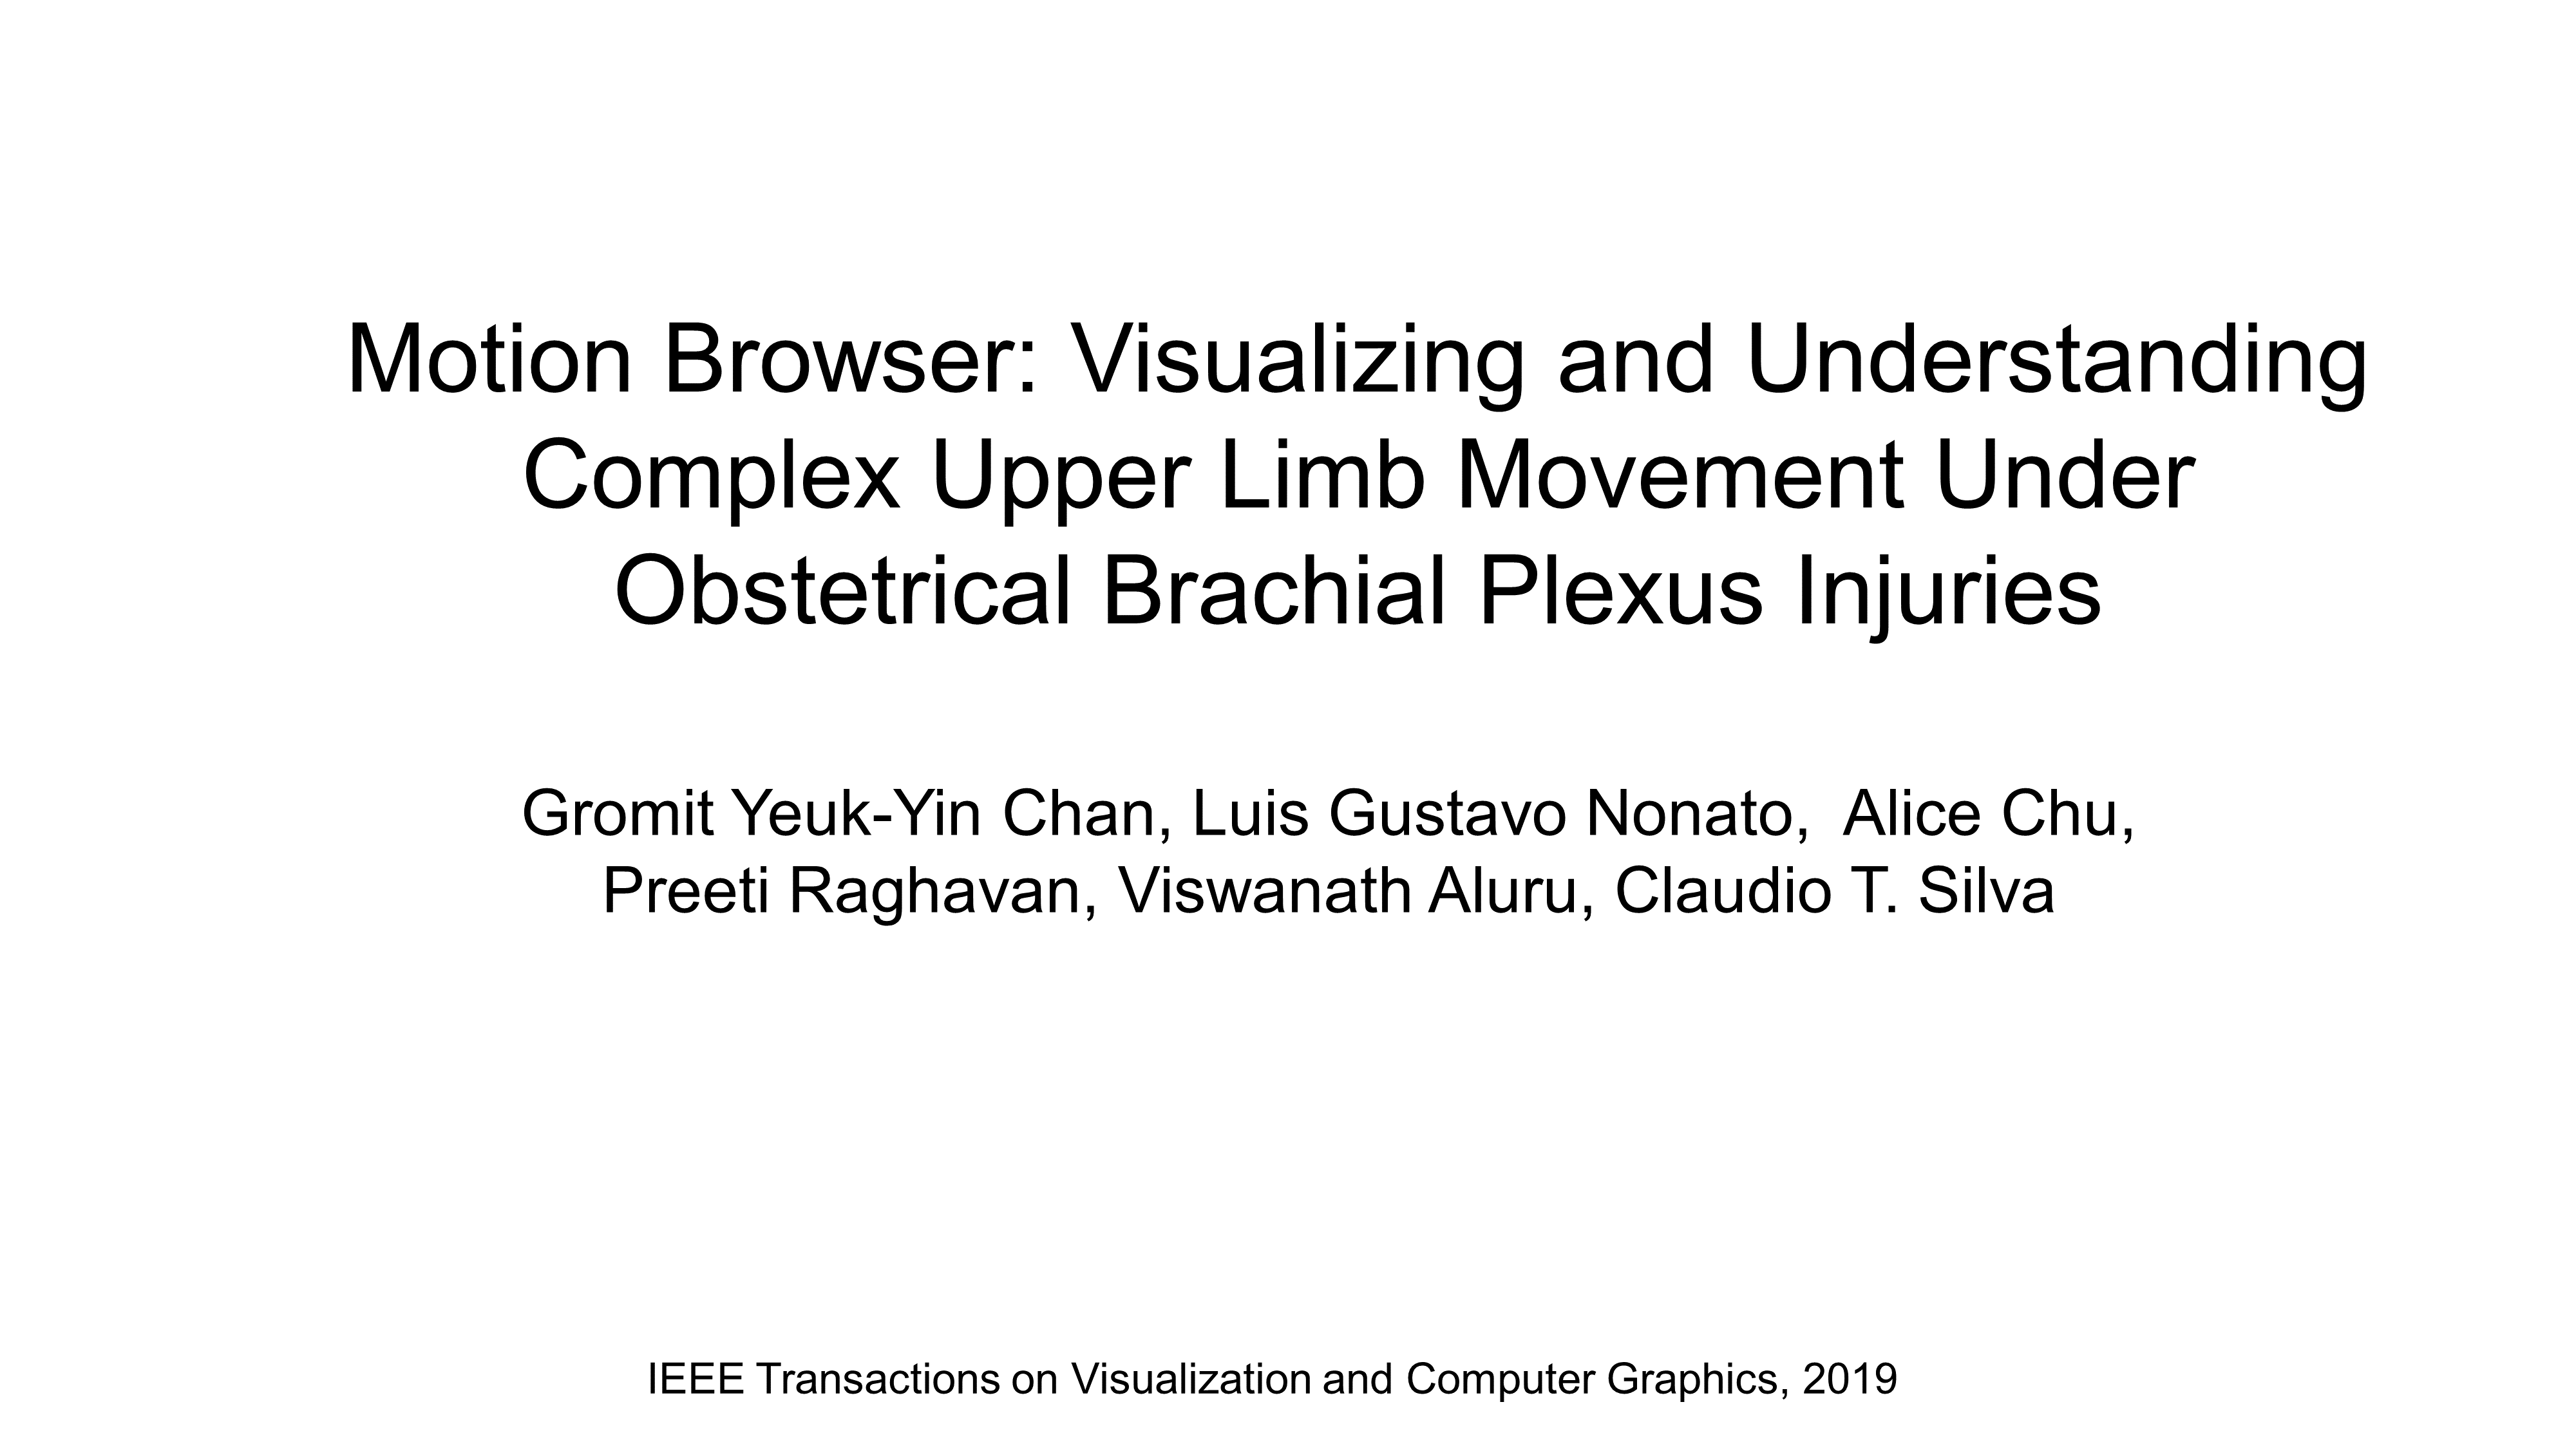 Motion Browser: Visualizing and Understanding
Complex Upper Limb Movement Under
Obstetrical Brachial Plexus Injuries
Gromit Yeuk-Yin Chan, Luis Gustavo Nonato,  Alice Chu,
Preeti Raghavan, Viswanath Aluru, Claudio T. Silva
IEEE Transactions on Visualization and Computer Graphics, 2019